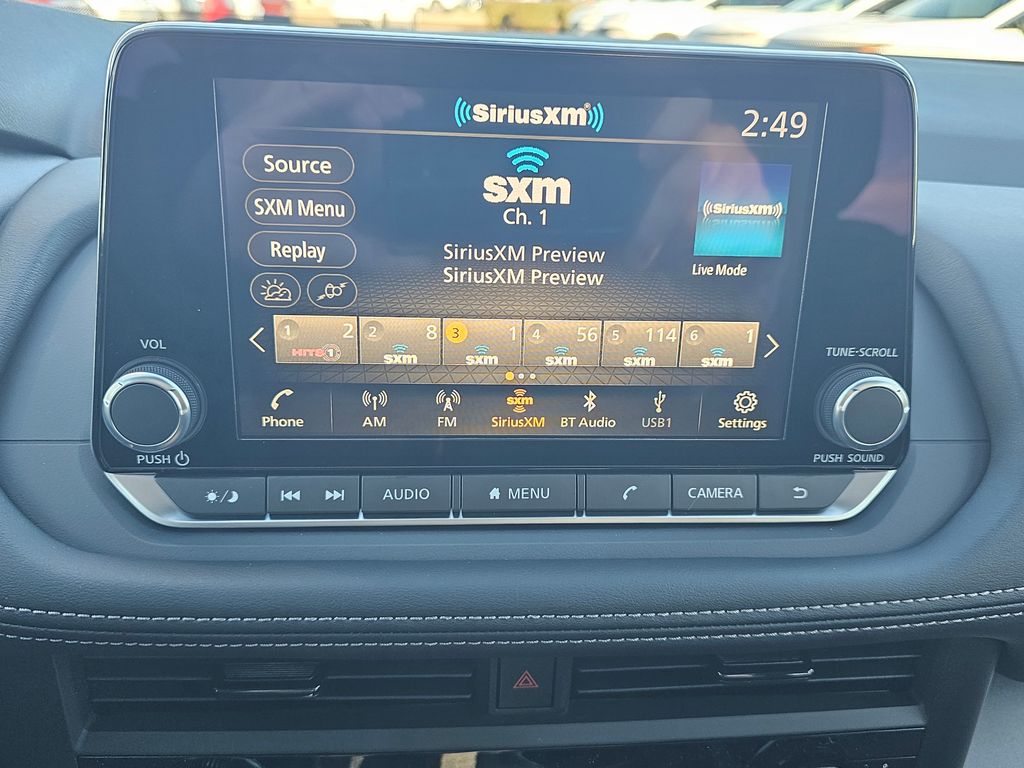 SiriusXM
2:49
Source
sxm
SXM Menu
Ch. 1
((SiriusXM))
Replay
SiriusXM Preview
SiriusXM Preview
Live Mode
1 2 HITS1
2 8 sxm
3 1 sxm
4 56 sxm
5 114 sxm
6 1 sxm
VOL
TUNE-SCROLL
Phone
AM
FM
sxm
SiriusXM
BT Audio
USB1
Settings
PUSH
PUSH SOUND
AUDIO
MENU
CAMERA